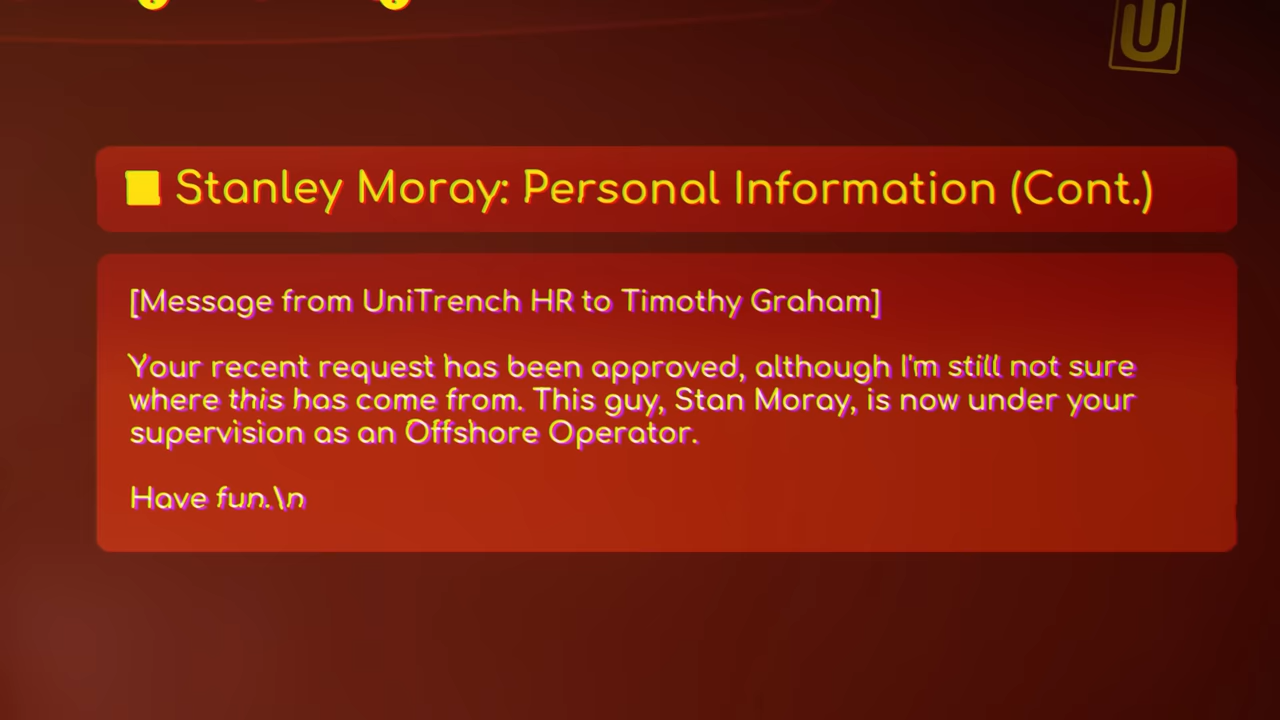 Stanley Moray: Personal Information (Cont.)
[Message from UniTrench HR to Timothy Graham]
Your recent request has been approved, although I'm still not sure
where this has come from. This guy, Stan Moray, is now under your
supervision as an Offshore Operator.
Have fun.\n